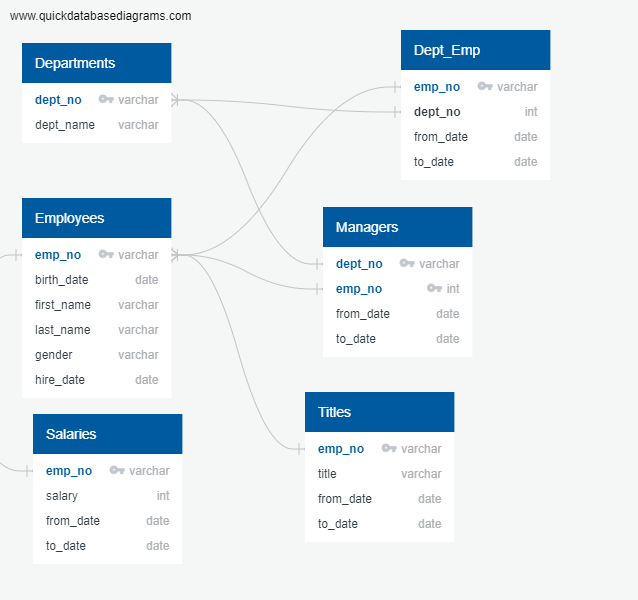 www.quickdatabasediagrams.com
Departments
dept_no varchar
dept_name varchar
Dept_Emp
emp_no varchar
dept_no int
from_date date
to_date date
Employees
emp_no varchar
birth_date date
first_name varchar
last_name varchar
gender varchar
hire_date date
Managers
dept_no varchar
emp_no int
from_date date
to_date date
Salaries
emp_no varchar
salary int
from_date date
to_date date
Titles
emp_no varchar
title varchar
from_date date
to_date date